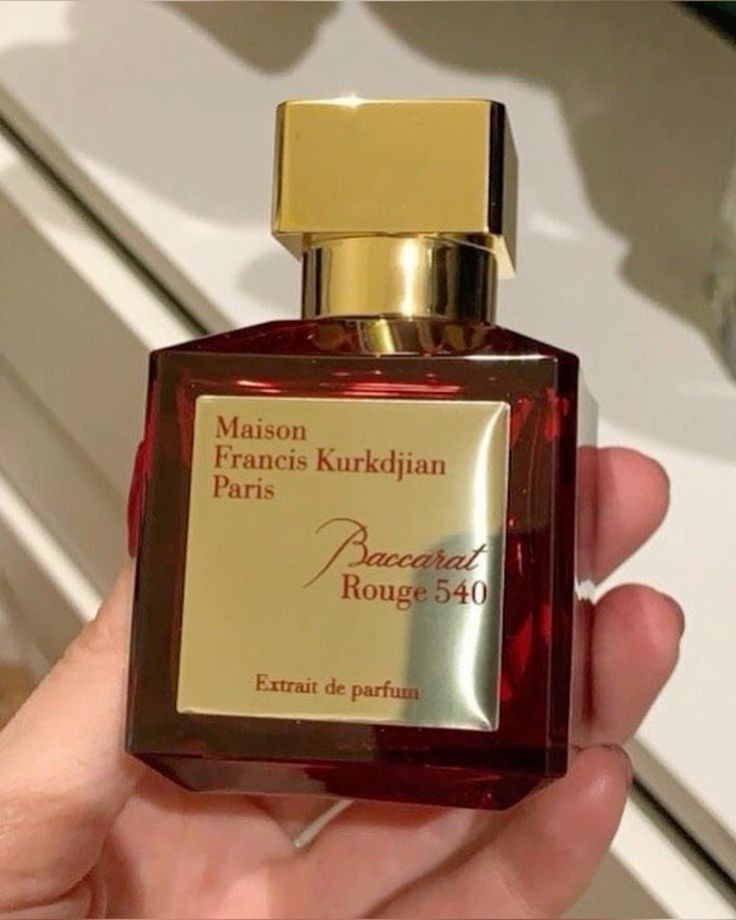 Maison
Francis Kurkdjian
Paris
Baccarat
Rouge 540
Extrait de parfum